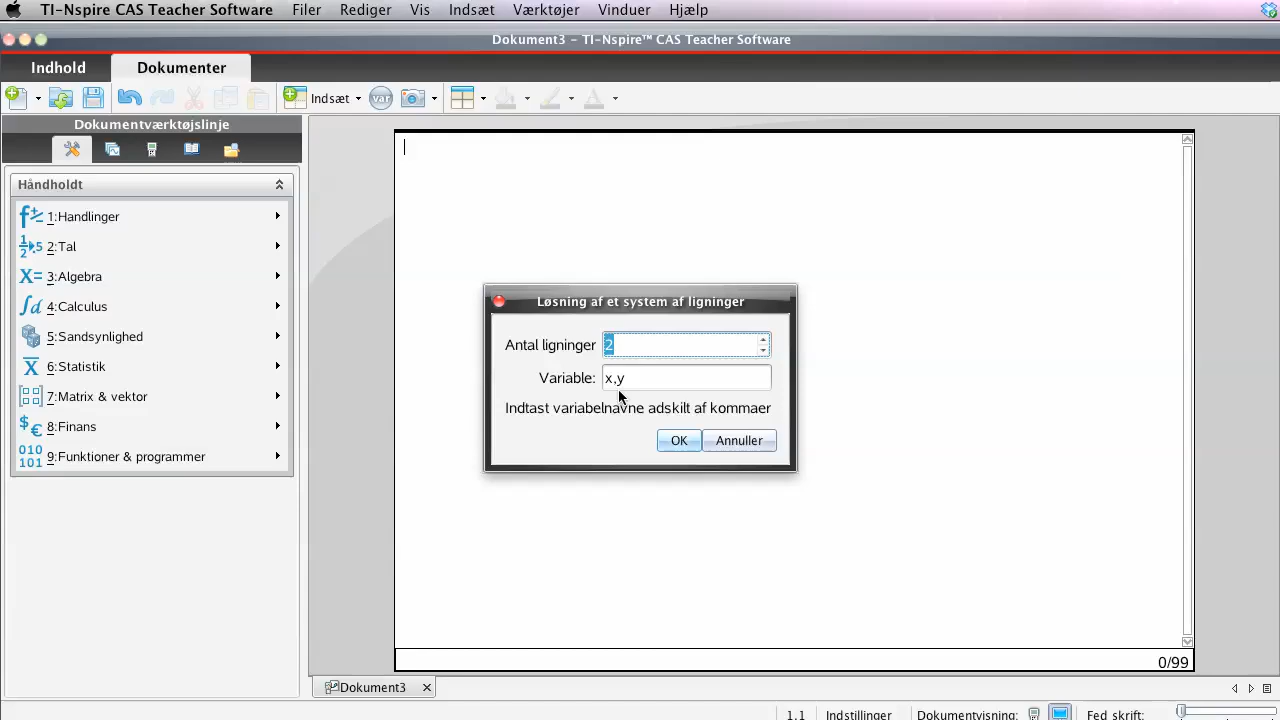 TI-Nspire CAS Teacher Software Filer Rediger Vis Indsæt Værktøjer Vinduer Hjælp
Dokument3 – TI-Nspire™ CAS Teacher Software
Indhold Dokumenter
Indsæt var
Dokumentværktøjslinje
Håndholdt
1:Handlinger
2:Tal
3:Algebra
4:Calculus
5:Sandsynlighed
6:Statistik
7:Matrix & vektor
8:Finans
9:Funktioner & programmer
Løsning af et system af ligninger
Antal ligninger 2
Variable: x,y
Indtast variabelnavne adskilt af kommaer
OK Annuller
0/99
Dokument3
1.1 Indstillinger Dokumentvisning: Fed skrift: